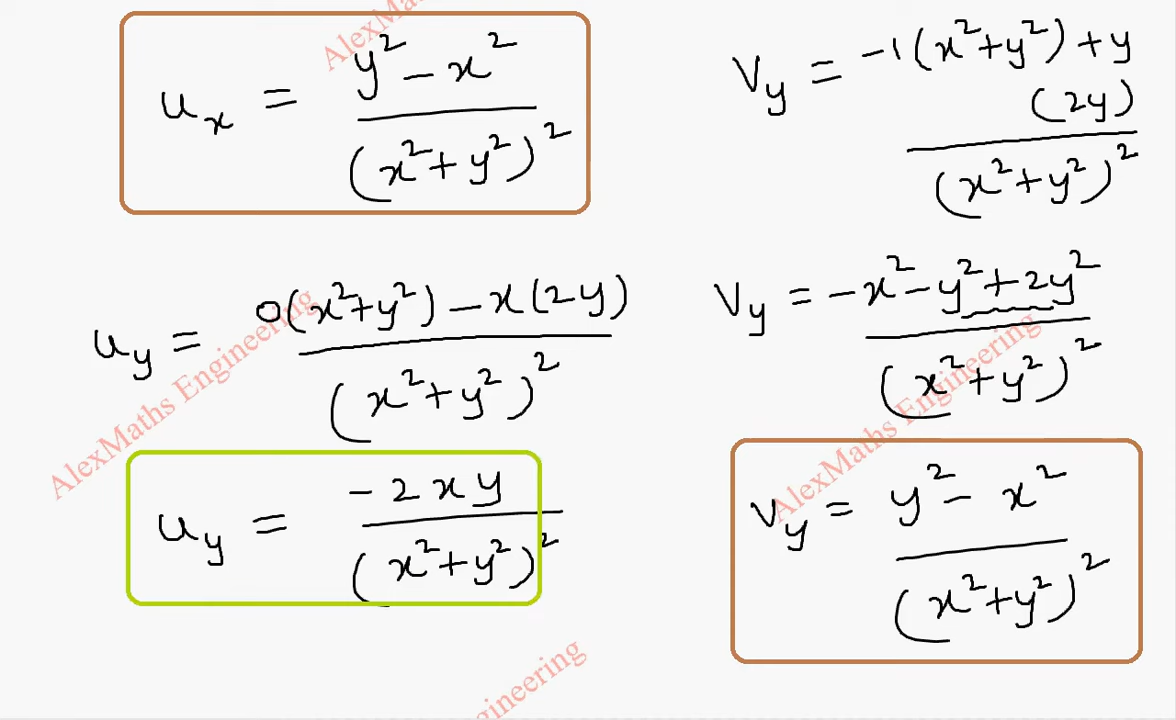 AlexMaths
u_x = (y² - x²) / (x² + y²)²
u_y = (0(x² + y²) - x(2y)) / (x² + y²)²
AlexMaths Engineering
u_y = (-2xy) / (x² + y²)²
V_y = (-1(x² + y²) + y (2y)) / (x² + y²)²
V_y = (-x² - y² + 2y²) / (x² + y²)²
AlexMaths Engineering
V_y = (y² - x²) / (x² + y²)²
Engineering